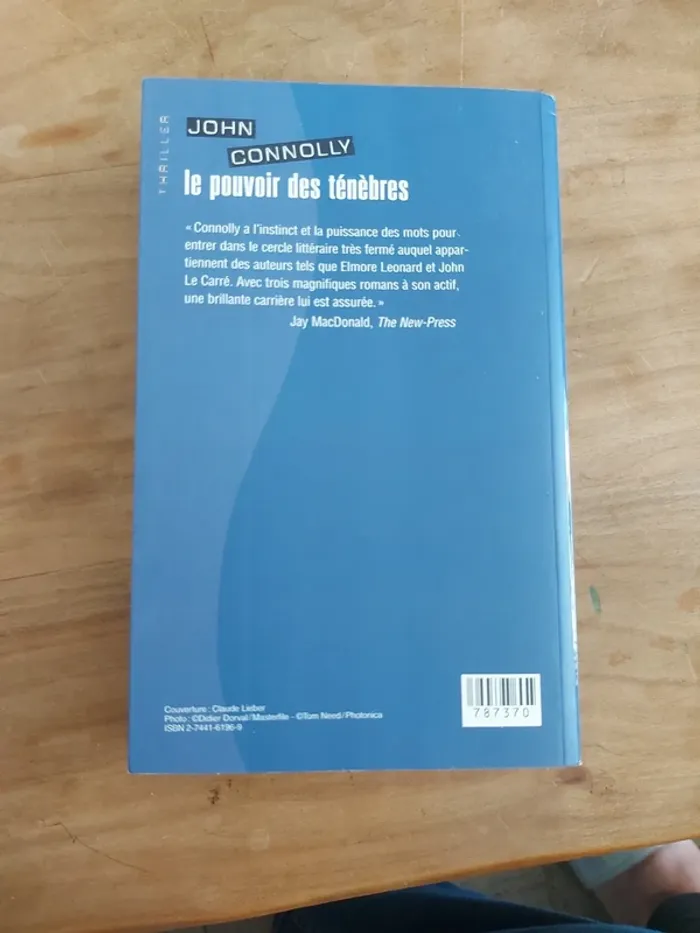 THRILLER
JOHN
CONNOLLY
le pouvoir des ténèbres
« Connolly a l'instinct et la puissance des mots pour
entrer dans le cercle littéraire très fermé auquel appar-
tiennent des auteurs tels que Elmore Leonard et John
Le Carré. Avec trois magnifiques romans à son actif,
une brillante carrière lui est assurée. »
Jay MacDonald, The New-Press
Couverture : Claude Lieber
Photo : ©Didier Dorval / Masterfile - ©Tom Need / Photonica
ISBN 2-7441-6196-9
787370